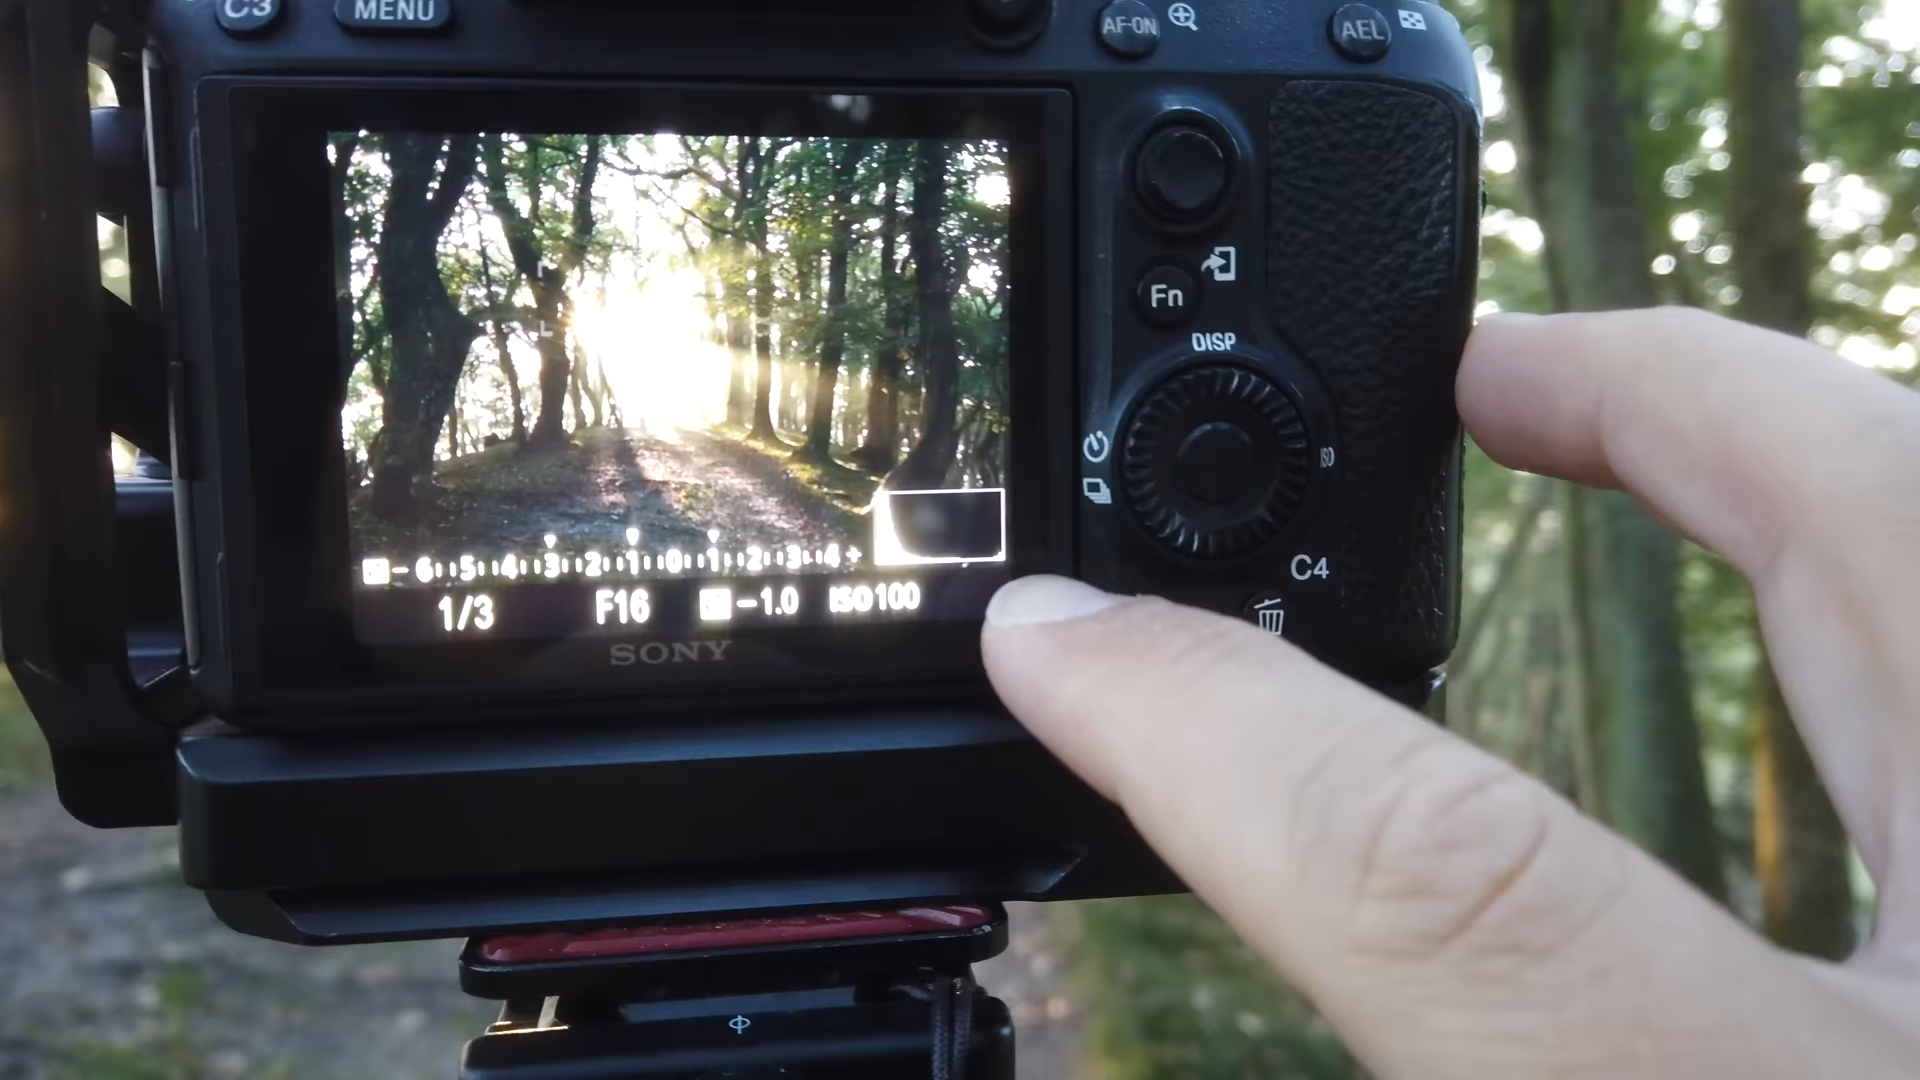 C3 MENU AF-ON AEL
Fn
DISP
ISO
- 6 5 4 3 2 1 0 1 2 3 4 +
1/3 F16 -1.0 ISO100
C4
SONY